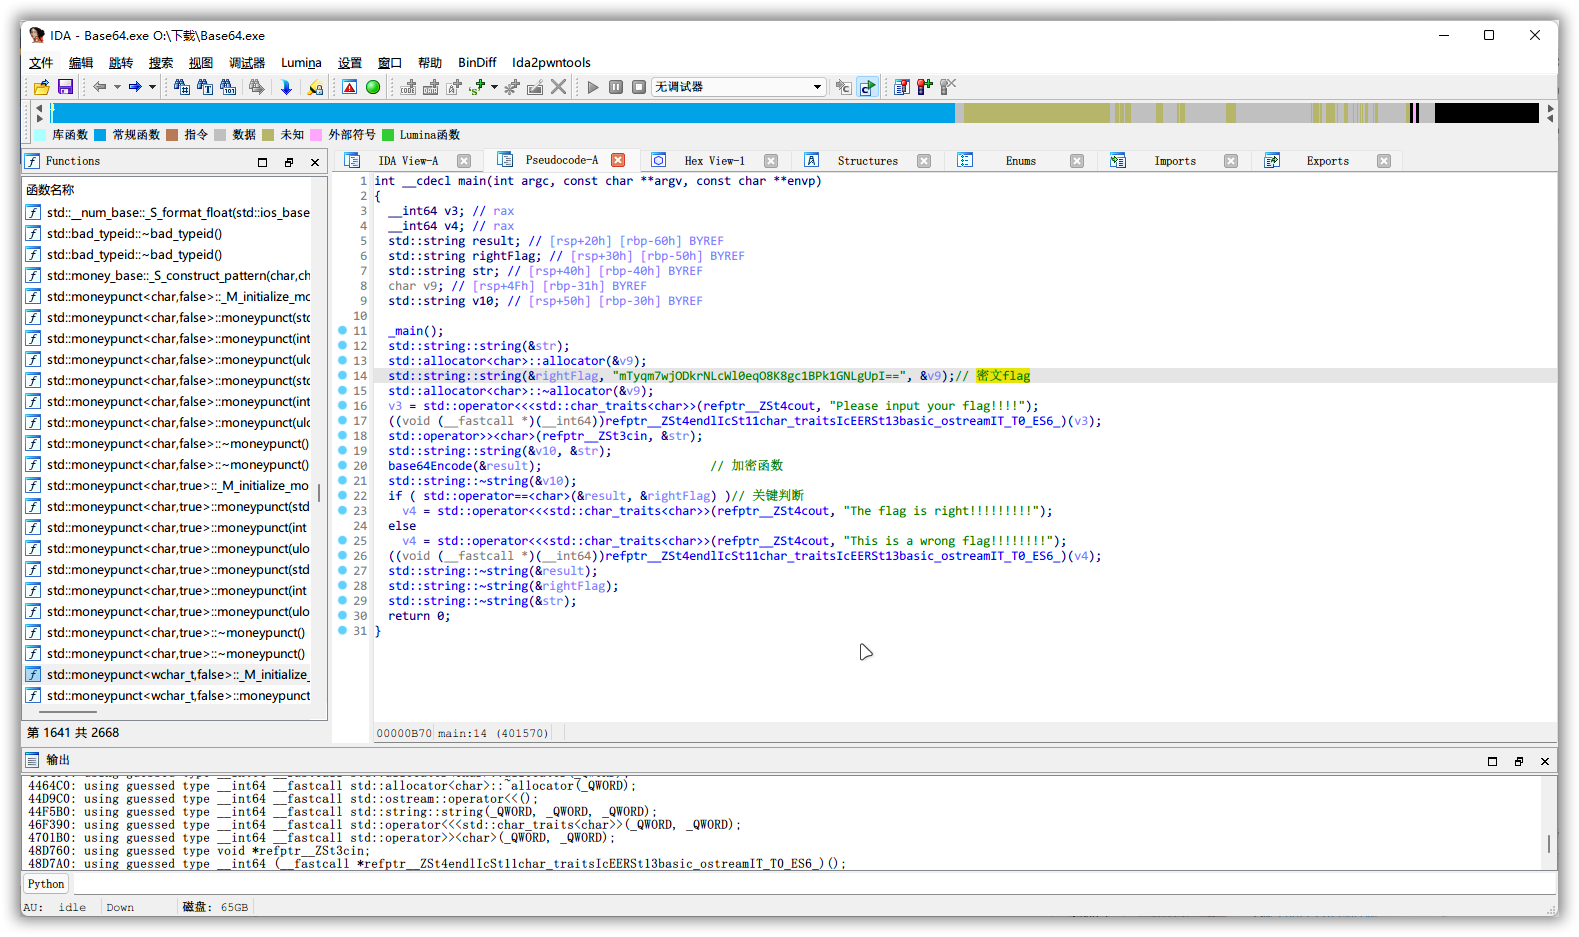 IDA - Base64.exe O:\下载\Base64.exe
文件 编辑 跳转 搜索 视图 调试器 Lumina 设置 窗口 帮助 BinDiff Ida2pwntools
无调试器
库函数 常规函数 指令 数据 未知 外部符号 Lumina函数
Functions
函数名称
std::__num_base::_S_format_float(std::ios_base
std::bad_typeid::~bad_typeid()
std::bad_typeid::~bad_typeid()
std::money_base::_S_construct_pattern(char,ch
std::moneypunct<char,false>::_M_initialize_mo
std::moneypunct<char,false>::moneypunct(stc
std::moneypunct<char,false>::moneypunct(int
std::moneypunct<char,false>::moneypunct(ulo
std::moneypunct<char,false>::moneypunct(std
std::moneypunct<char,false>::moneypunct(int
std::moneypunct<char,false>::moneypunct(ulo
std::moneypunct<char,false>::~moneypunct()
std::moneypunct<char,false>::~moneypunct()
std::moneypunct<char,true>::_M_initialize_mo
std::moneypunct<char,true>::moneypunct(std
std::moneypunct<char,true>::moneypunct(int
std::moneypunct<char,true>::moneypunct(ulo
std::moneypunct<char,true>::moneypunct(std
std::moneypunct<char,true>::moneypunct(int
std::moneypunct<char,true>::moneypunct(ulo
std::moneypunct<char,true>::~moneypunct()
std::moneypunct<char,true>::~moneypunct()
std::moneypunct<wchar_t,false>::_M_initialize_
std::moneypunct<wchar_t,false>::moneypunct
第 1641 共 2668
IDA View-A Pseudocode-A Hex View-1 Structures Enums Imports Exports
1 int __cdecl main(int argc, const char **argv, const char **envp)
2 {
3 __int64 v3; // rax
4 __int64 v4; // rax
5 std::string result; // [rsp+20h] [rbp-60h] BYREF
6 std::string rightFlag; // [rsp+30h] [rbp-50h] BYREF
7 std::string str; // [rsp+40h] [rbp-40h] BYREF
8 char v9; // [rsp+4Fh] [rbp-31h] BYREF
9 std::string v10; // [rsp+50h] [rbp-30h] BYREF
10
11 _main();
12 std::string::string(&str);
13 std::allocator<char>::allocator(&v9);
14 std::string::string(&rightFlag, "mTyqm7wjODkrNLcWl0eqO8K8gc1BPk1GNLgUpI==", &v9);// 密文flag
15 std::allocator<char>::~allocator(&v9);
16 v3 = std::operator<<<std::char_traits<char>>(refptr__ZSt4cout, "Please input your flag!!!!");
17 ((void (__fastcall *)(__int64))refptr__ZSt4endlIcSt11char_traitsIcEERSt13basic_ostreamIT_T0_ES6_)(v3);
18 std::operator>><char>(refptr__ZSt3cin, &str);
19 std::string::string(&v10, &str);
20 base64Encode(&result); // 加密函数
21 std::string::~string(&v10);
22 if ( std::operator==<char>(&result, &rightFlag) )// 关键判断
23 v4 = std::operator<<<std::char_traits<char>>(refptr__ZSt4cout, "The flag is right!!!!!!!!!");
24 else
25 v4 = std::operator<<<std::char_traits<char>>(refptr__ZSt4cout, "This is a wrong flag!!!!!!!!");
26 ((void (__fastcall *)(__int64))refptr__ZSt4endlIcSt11char_traitsIcEERSt13basic_ostreamIT_T0_ES6_)(v4);
27 std::string::~string(&result);
28 std::string::~string(&rightFlag);
29 std::string::~string(&str);
30 return 0;
31 }
00000B70 main:14 (401570)
输出
4464C0: using guessed type __int64 __fastcall std::allocator<char>::~allocator(_QWORD);
44D9C0: using guessed type __int64 __fastcall std::ostream::operator<<();
44F5B0: using guessed type __int64 __fastcall std::string::string(_QWORD, _QWORD, _QWORD);
46F390: using guessed type __int64 __fastcall std::operator<<<std::char_traits<char>>(_QWORD, _QWORD);
4701B0: using guessed type __int64 __fastcall std::operator>><char>(_QWORD, _QWORD);
48D760: using guessed type void *refptr__ZSt3cin;
48D7A0: using guessed type __int64 (__fastcall *refptr__ZSt4endlIcSt11char_traitsIcEERSt13basic_ostreamIT_T0_ES6_)();
Python
AU: idle Down 磁盘: 65GB